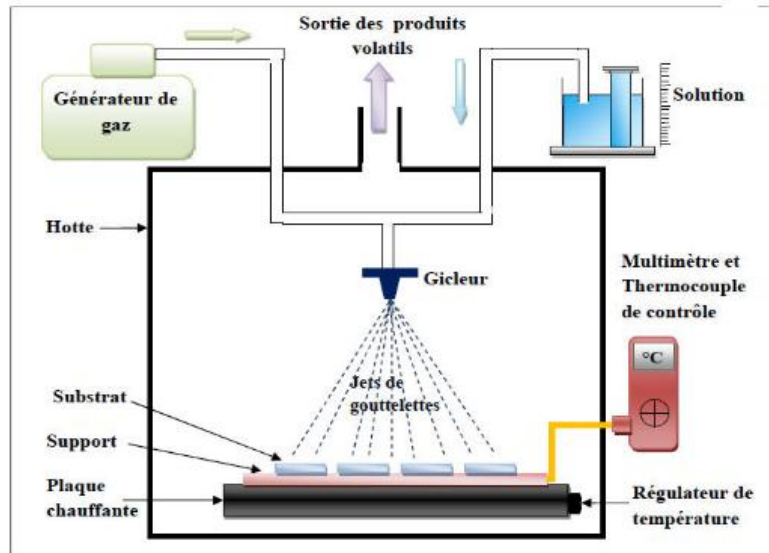 Sortie des produits
volatils
Générateur de
gaz
Solution
Hotte
Gicleur
Multimètre et
Thermocouple
de contrôle
°C
Jets de
gouttelettes
Substrat
Support
Plaque
chauffante
Régulateur de
température